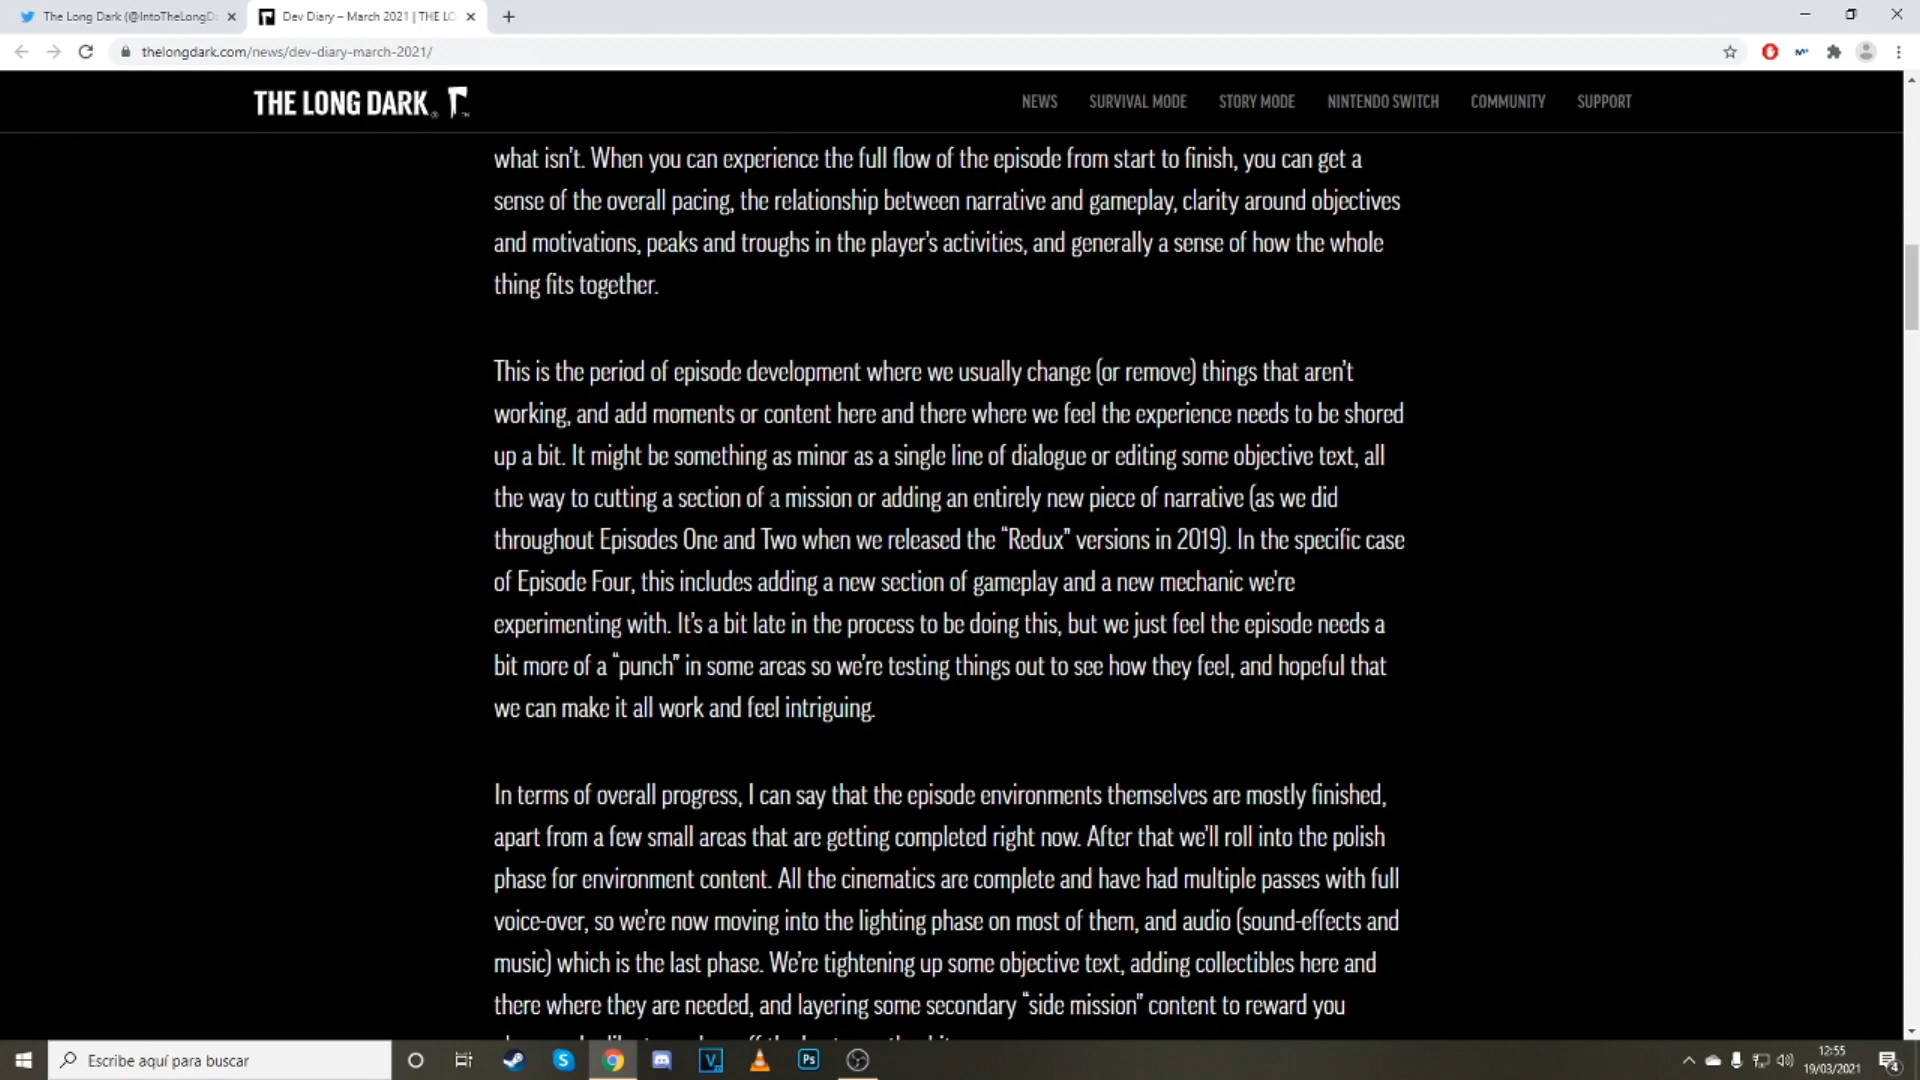 The Long Dark (@IntoTheLongD
Dev Diary – March 2021 | THE LO
thelongdark.com/news/dev-diary-march-2021/
THE LONG DARK
NEWS
SURVIVAL MODE
STORY MODE
NINTENDO SWITCH
COMMUNITY
SUPPORT
what isn't. When you can experience the full flow of the episode from start to finish, you can get a
sense of the overall pacing, the relationship between narrative and gameplay, clarity around objectives
and motivations, peaks and troughs in the player's activities, and generally a sense of how the whole
thing fits together.
This is the period of episode development where we usually change (or remove) things that aren't
working, and add moments or content here and there where we feel the experience needs to be shored
up a bit. It might be something as minor as a single line of dialogue or editing some objective text, all
the way to cutting a section of a mission or adding an entirely new piece of narrative (as we did
throughout Episodes One and Two when we released the “Redux” versions in 2019). In the specific case
of Episode Four, this includes adding a new section of gameplay and a new mechanic we're
experimenting with. It's a bit late in the process to be doing this, but we just feel the episode needs a
bit more of a “punch” in some areas so we're testing things out to see how they feel, and hopeful that
we can make it all work and feel intriguing.
In terms of overall progress, I can say that the episode environments themselves are mostly finished,
apart from a few small areas that are getting completed right now. After that we'll roll into the polish
phase for environment content. All the cinematics are complete and have had multiple passes with full
voice-over, so we're now moving into the lighting phase on most of them, and audio (sound-effects and
music) which is the last phase. We're tightening up some objective text, adding collectibles here and
there where they are needed, and layering some secondary “side mission” content to reward you
Escribe aquí para buscar
Ps
12:55
19/03/2021
4